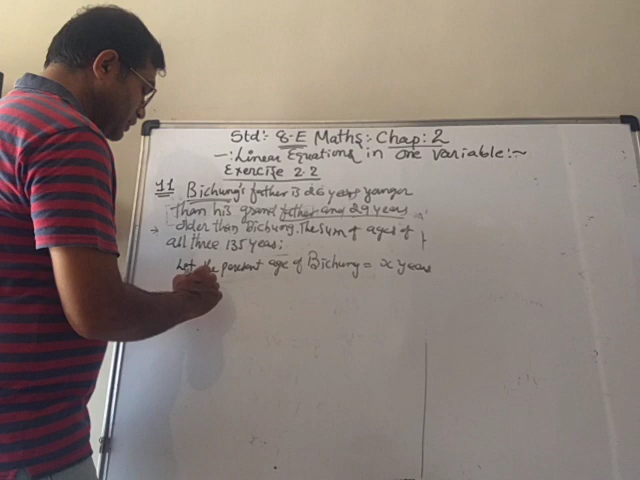 Std:- 8-E Maths:- Chap: 2
-: Linear Equations in one variable:~
Exercise 2.2
11 Bichung's father is 26 years younger
than his grand father and 29 years
→ older than bichung. The sum of ages of
all three 135 years:
Let the present age of Bichung = x years